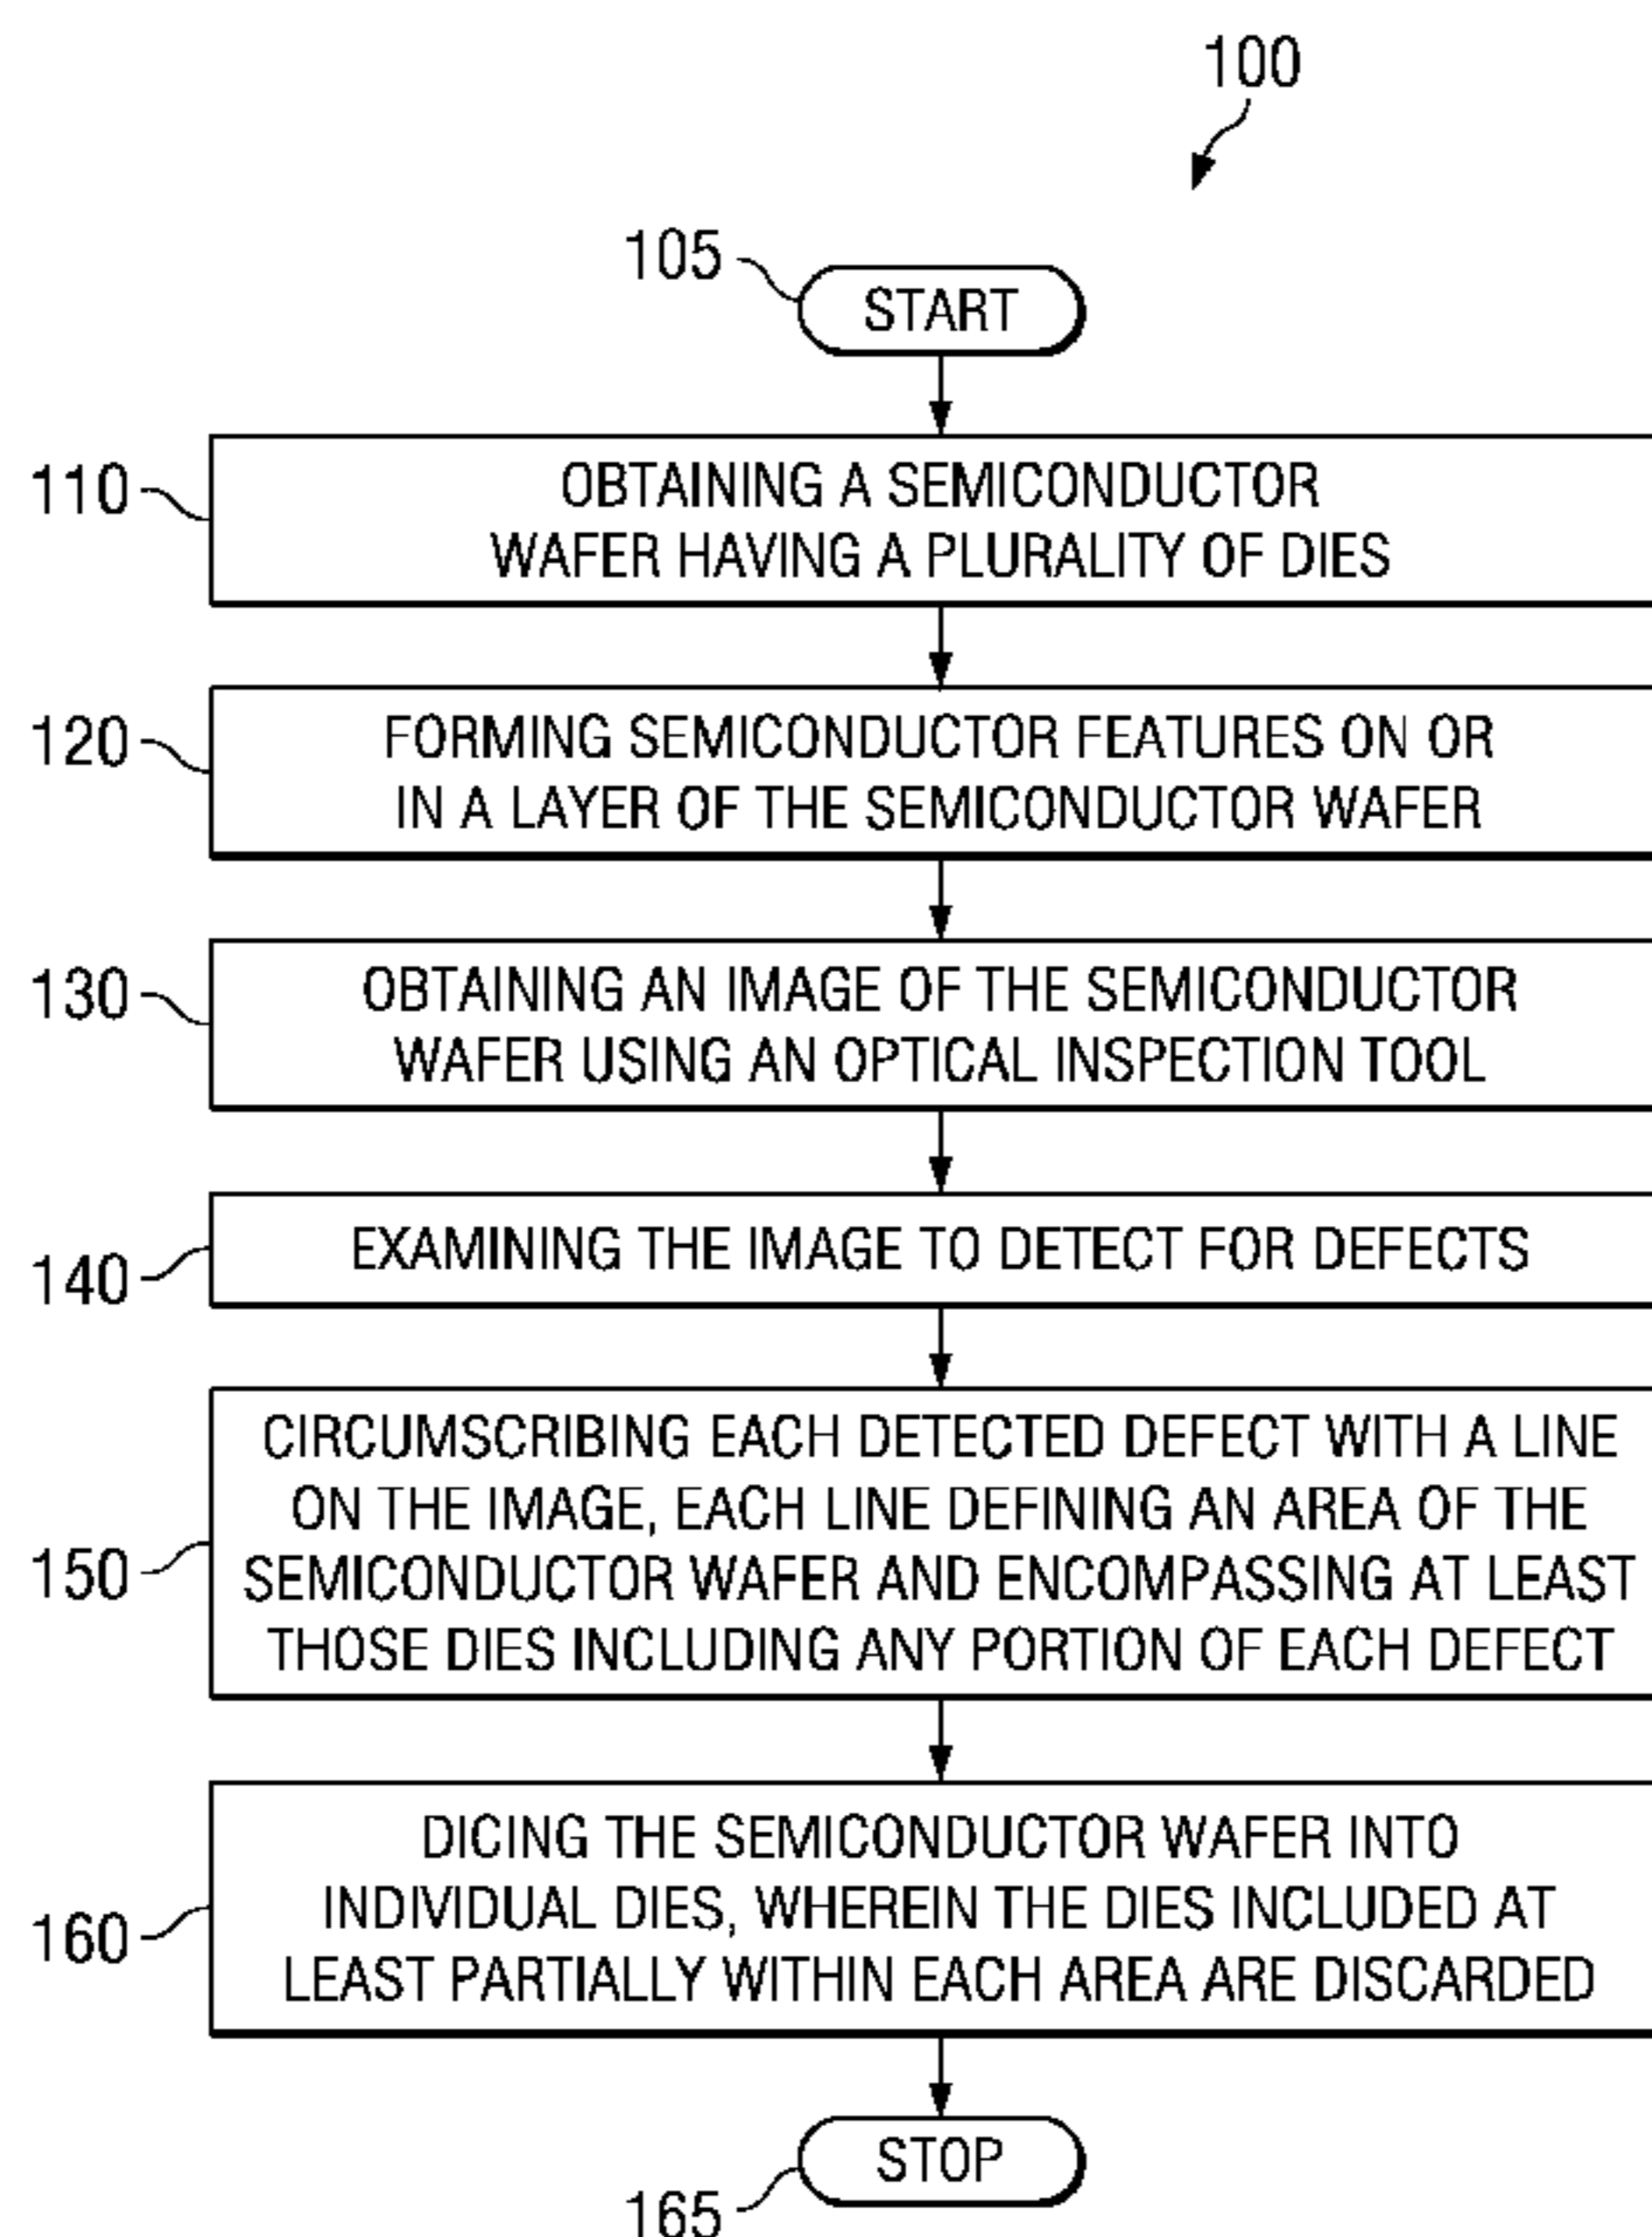 100
105
START
110
OBTAINING A SEMICONDUCTOR
WAFER HAVING A PLURALITY OF DIES
120
FORMING SEMICONDUCTOR FEATURES ON OR
IN A LAYER OF THE SEMICONDUCTOR WAFER
130
OBTAINING AN IMAGE OF THE SEMICONDUCTOR
WAFER USING AN OPTICAL INSPECTION TOOL
140
EXAMINING THE IMAGE TO DETECT FOR DEFECTS
150
CIRCUMSCRIBING EACH DETECTED DEFECT WITH A LINE
ON THE IMAGE, EACH LINE DEFINING AN AREA OF THE
SEMICONDUCTOR WAFER AND ENCOMPASSING AT LEAST
THOSE DIES INCLUDING ANY PORTION OF EACH DEFECT
160
DICING THE SEMICONDUCTOR WAFER INTO
INDIVIDUAL DIES, WHEREIN THE DIES INCLUDED AT
LEAST PARTIALLY WITHIN EACH AREA ARE DISCARDED
STOP
165